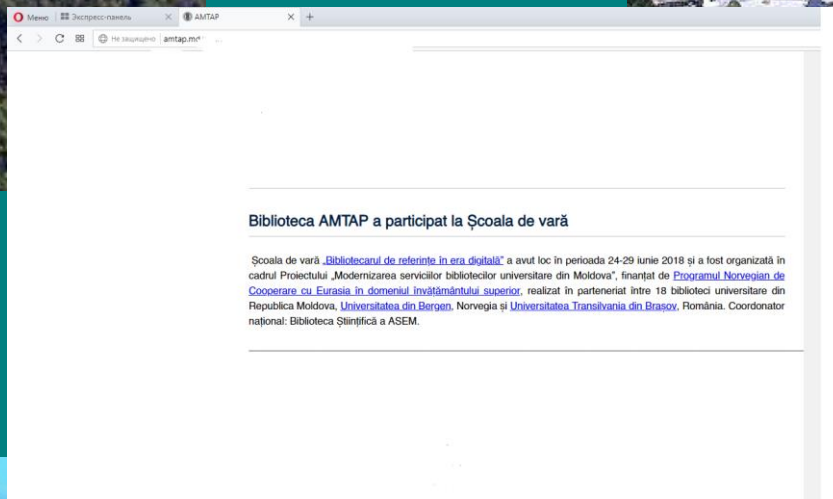 Меню Экспресс-панель AMTAP
Не защищено amtap.md
Biblioteca AMTAP a participat la Școala de vară
Școala de vară „Bibliotecarul de referințe în era digitală” a avut loc în perioada 24-29 iunie 2018 și a fost organizată în
cadrul Proiectului „Modernizarea serviciilor bibliotecilor universitare din Moldova”, finanțat de Programul Norvegian de
Cooperare cu Eurasia în domeniul învățământului superior, realizat în parteneriat între 18 biblioteci universitare din
Republica Moldova, Universitatea din Bergen, Norvegia și Universitatea Transilvania din Brașov, România. Coordonator
național: Biblioteca Științifică a ASEM.